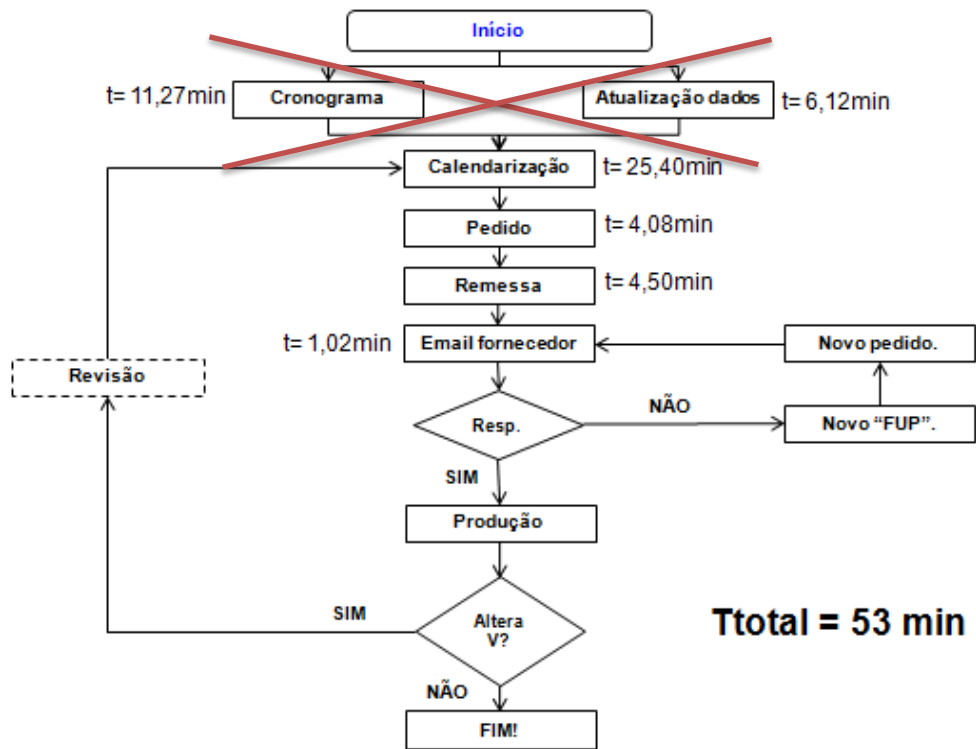 Início
t= 11,27min
Cronograma
Atualização dados
t= 6,12min
Calendarização
t= 25,40min
Pedido
t= 4,08min
Remessa
t= 4,50min
t= 1,02min
Email fornecedor
Novo pedido.
Revisão
Resp.
NÃO
Novo “FUP”.
SIM
Produção
SIM
Altera
V?
Ttotal = 53 min
NÃO
FIM!